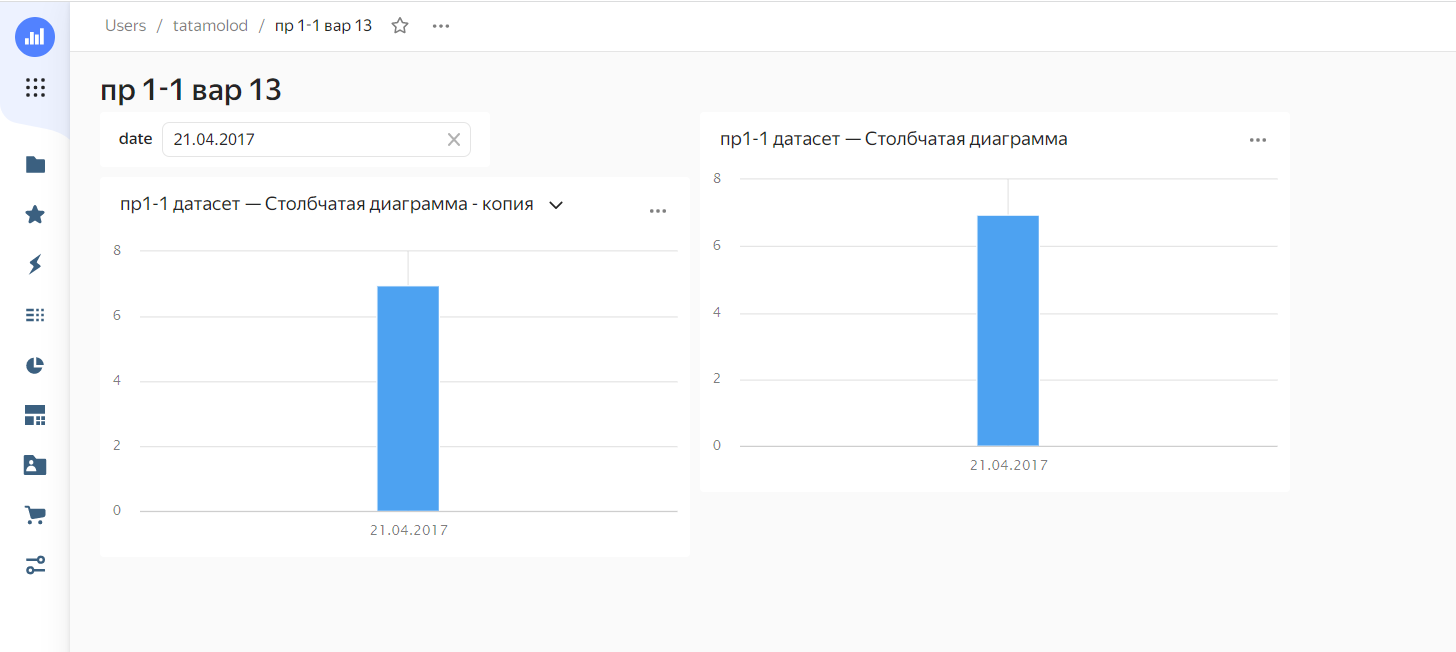 Users / tatamolod / пр 1-1 вар 13
пр 1-1 вар 13
date 21.04.2017
пр1-1 датасет — Столбчатая диаграмма - копия
8
6
4
2
0
21.04.2017
пр1-1 датасет — Столбчатая диаграмма
8
6
4
2
0
21.04.2017